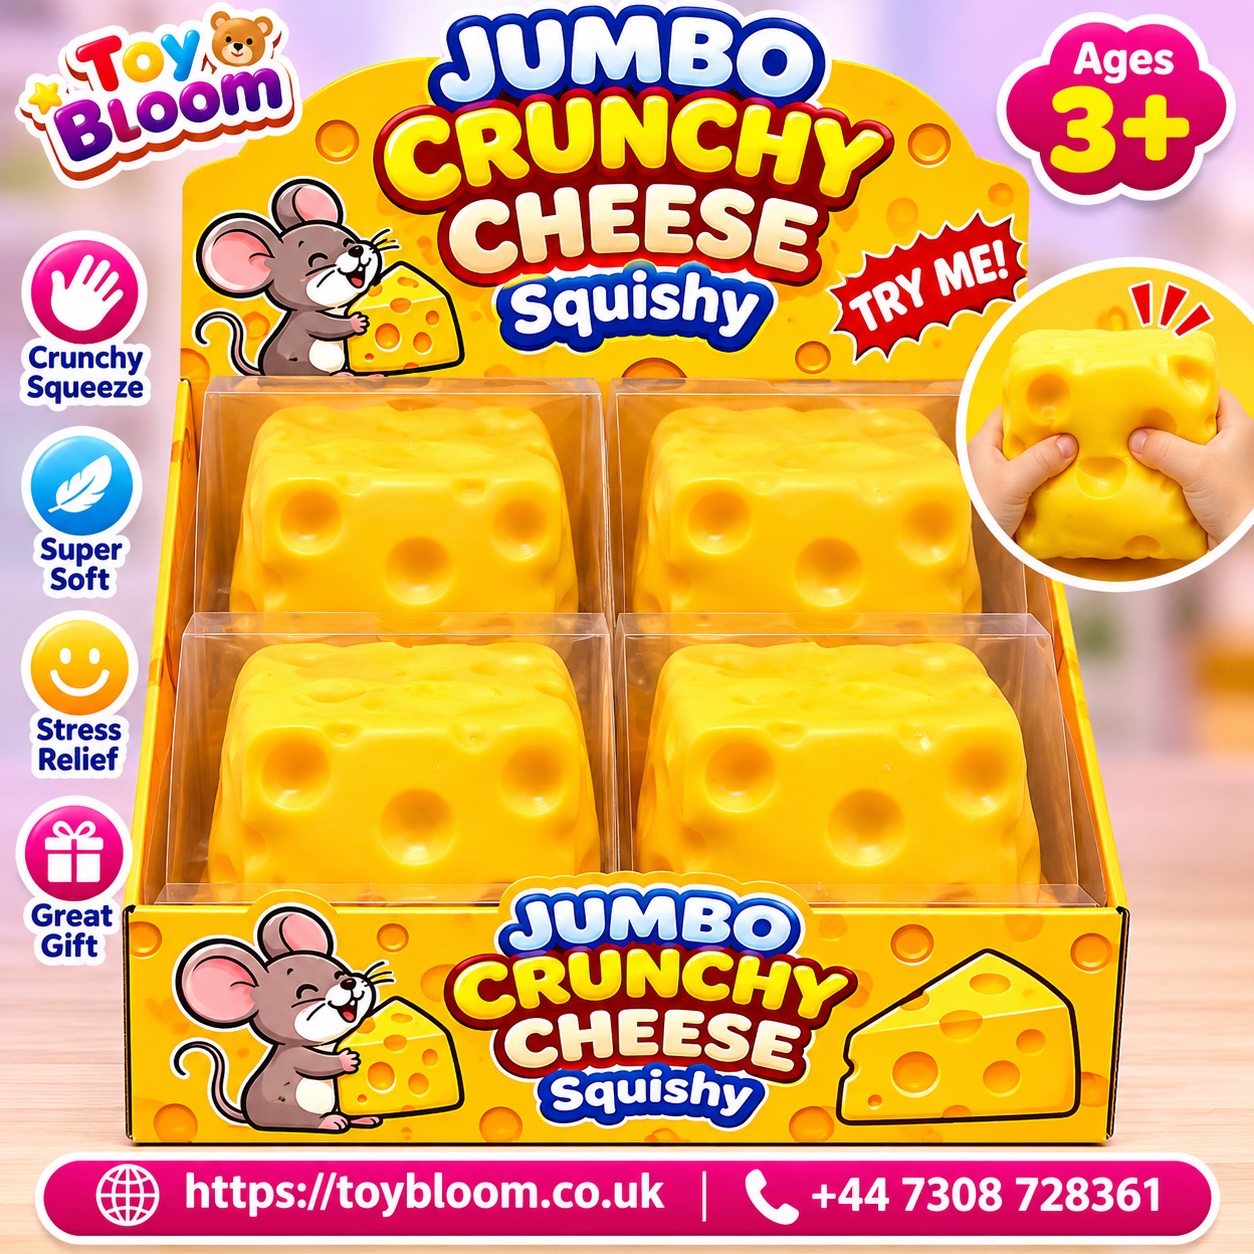 Toy
Bloom
JUMBO
CRUNCHY
CHEESE
Squishy
Ages
3+
TRY ME!
Crunchy
Squeeze
Super
Soft
Stress
Relief
Great
Gift
JUMBO
CRUNCHY
CHEESE
Squishy
https://toybloom.co.uk | +44 7308 728361